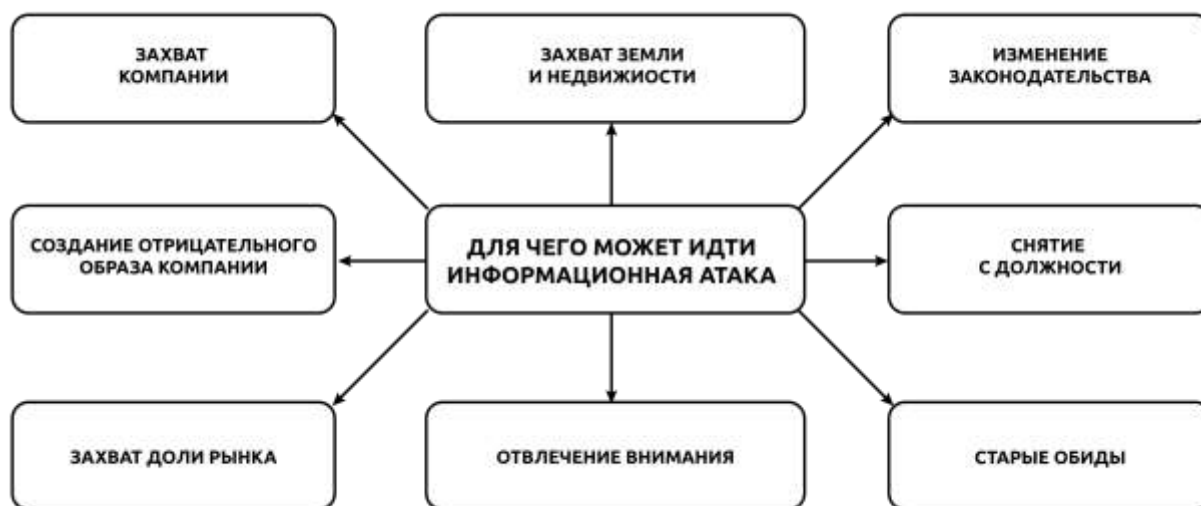 ЗАХВАТ
КОМПАНИИ
ЗАХВАТ ЗЕМЛИ
И НЕДВИЖИОСТИ
ИЗМЕНЕНИЕ
ЗАКОНОДАТЕЛЬСТВА
СОЗДАНИЕ ОТРИЦАТЕЛЬНОГО
ОБРАЗА КОМПАНИИ
ДЛЯ ЧЕГО МОЖЕТ ИДТИ
ИНФОРМАЦИОННАЯ АТАКА
СНЯТИЕ
С ДОЛЖНОСТИ
ЗАХВАТ ДОЛИ РЫНКА
ОТВЛЕЧЕНИЕ ВНИМАНИЯ
СТАРЫЕ ОБИДЫ